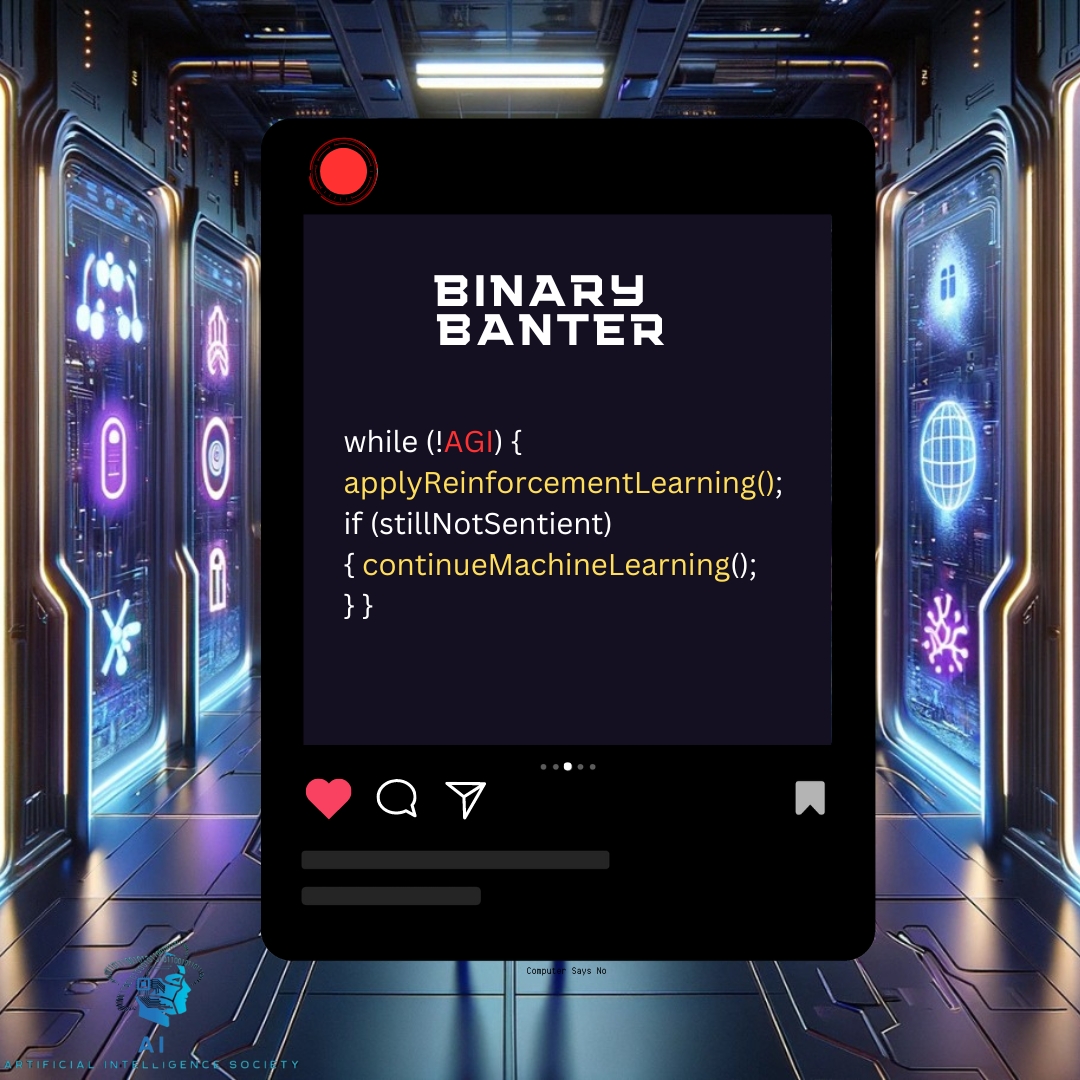 BINARY
BANTER
while (!AGI) {
applyReinforcementLearning();
if (stillNotSentient)
{ continueMachineLearning();
} }
Computer Says No
AI
ARTIFICIAL INTELLIGENCE SOCIETY